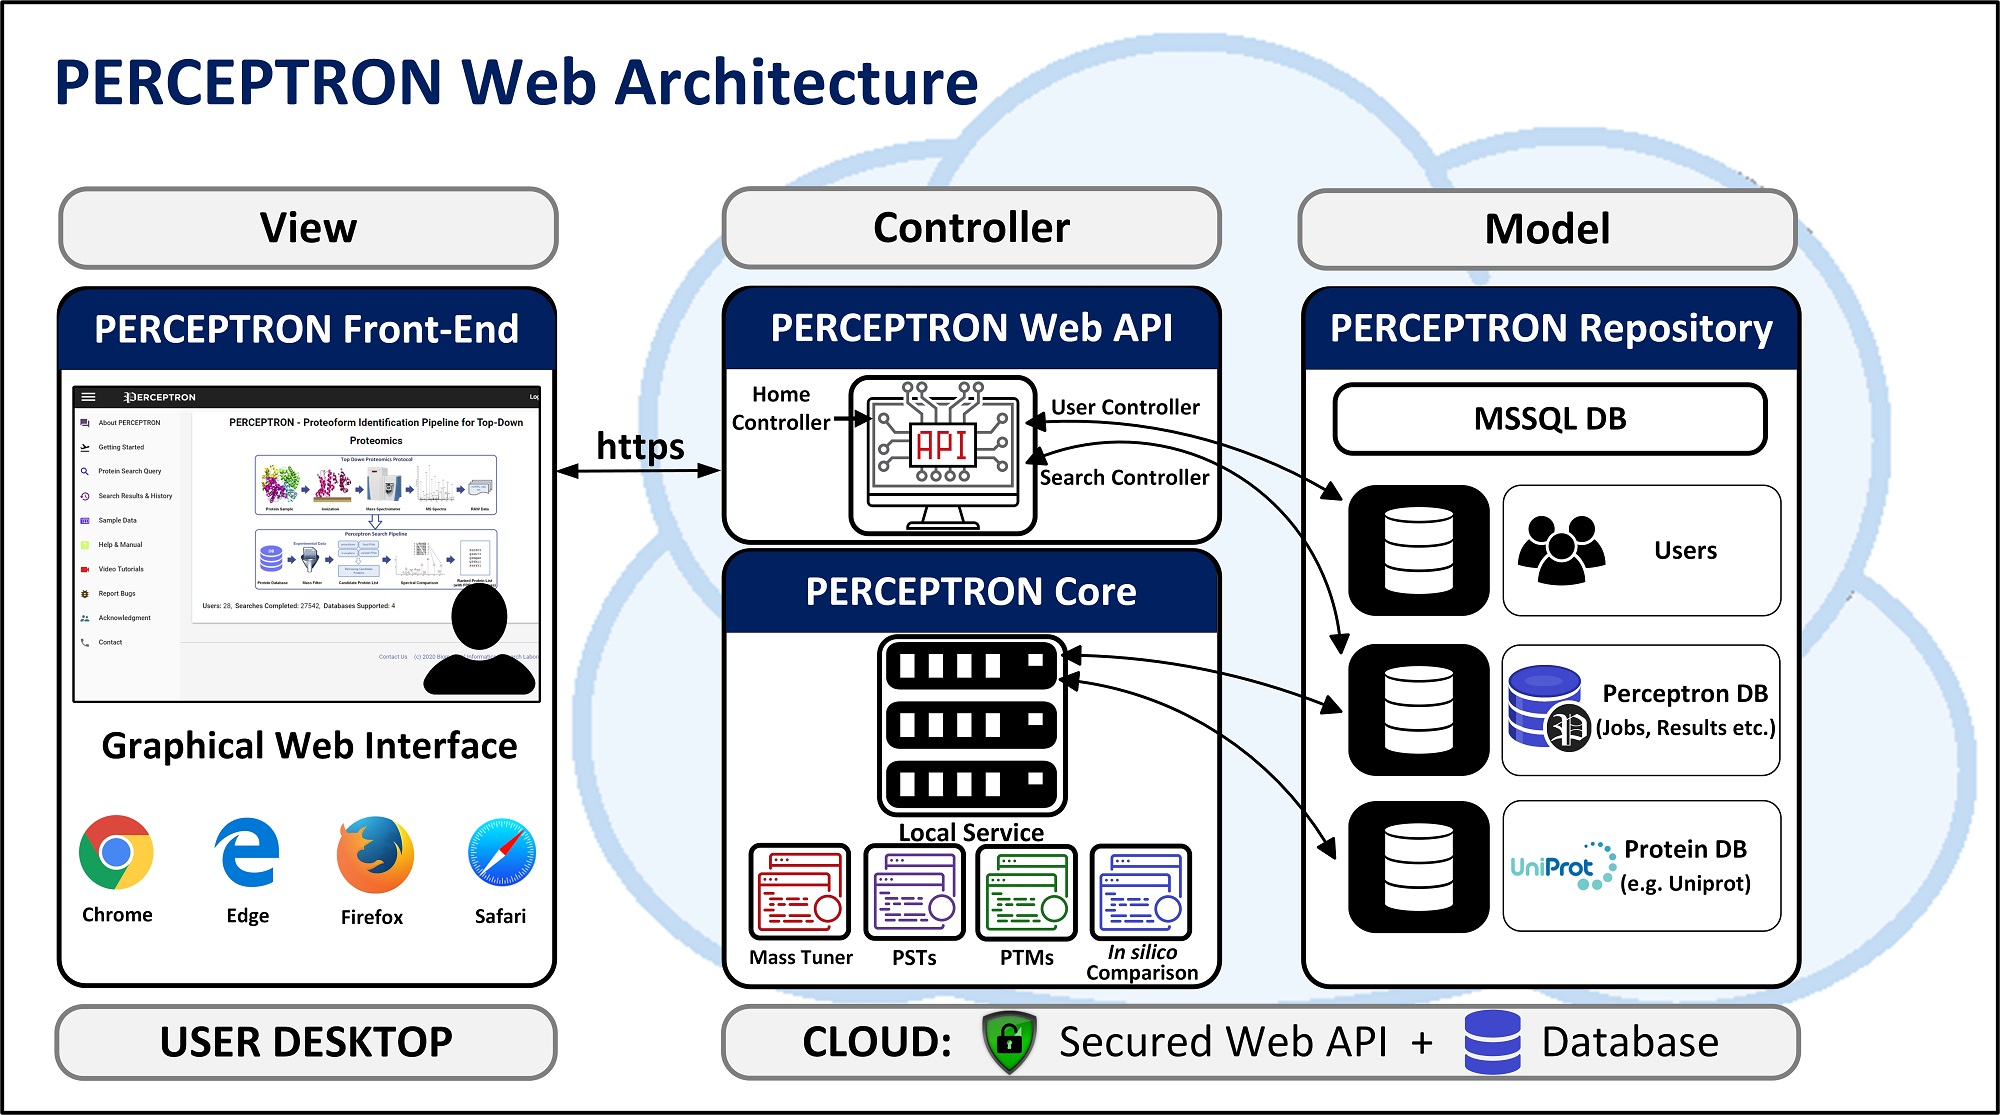 PERCEPTRON Web Architecture
View
Controller
Model
PERCEPTRON Front-End
PERCEPTRON
About PERCEPTRON
Getting Started
Protein Search Query
Search Results & History
Sample Data
Help & Manual
Video Tutorials
Report Bugs
Acknowledgment
Contact
PERCEPTRON - Proteoform Identification Pipeline for Top-Down
Proteomics
Top Down Proteomics Protocol
Protein Sample
Ionization
Mass Spectrometer
MS Spectra
RAW Data
Perceptron Search Pipeline
Experimental Data
DB
Protein Database
Mass Filter
Candidate Protein List
Spectral Comparison
Ranked Protein List
Users: 28, Searches Completed: 27542, Databases Supported: 4
Contact Us (c) 2020
Graphical Web Interface
Chrome
Edge
Firefox
Safari
USER DESKTOP
https
PERCEPTRON Web API
Home
Controller
API
User Controller
Search Controller
PERCEPTRON Core
Local Service
Mass Tuner
PSTs
PTMs
In silico
Comparison
PERCEPTRON Repository
MSSQL DB
Users
Perceptron DB
(Jobs, Results etc.)
UniProt
Protein DB
(e.g. Uniprot)
CLOUD: Secured Web API + Database